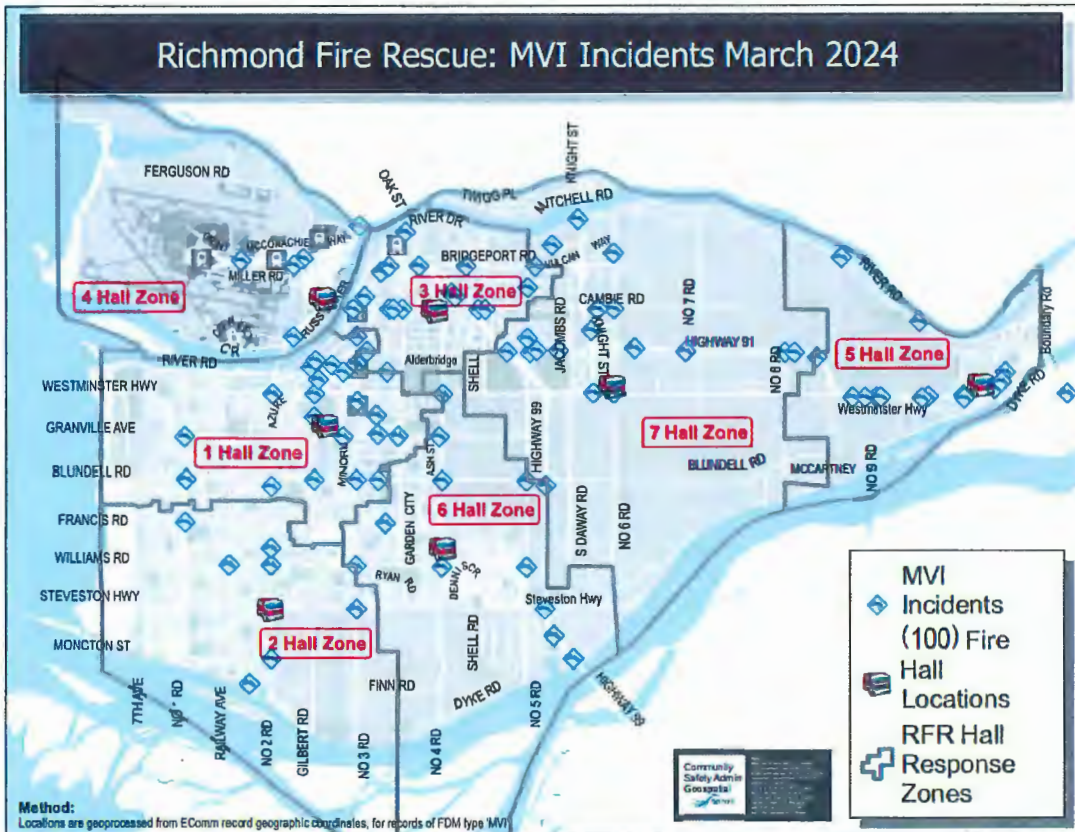 Richmond Fire Rescue: MVI Incidents March 2024
KNIGHT ST
OAK ST
MITCHELL RD
FERGUSON RD
RIVER DR
MCCONACHIE
WAY
BRIDGEPORT RD
VULCAN
WAY
MILLER RD
RIVER RD
4 Hall Zone
3 Hall Zone
CAMBIE RD
NO 7 RD
JACOMBS RD
KNIGHT ST
HIGHWAY 91
Boundary Rd
RIVER RD
Alderbridge
SHELL
NO 8 RD
5 Hall Zone
WESTMINSTER HWY
AZURE
DYKE RD
Westminster Hwy
GRANVILLE AVE
1 Hall Zone
MINORU
ASH ST
HIGHWAY 99
7 Hall Zone
BLUNDELL RD
BLUNDELL RD
MCCARTNEY
NO 9 RD
6 Hall Zone
FRANCIS RD
GARDEN CITY
NO 6 RD
WILLIAMS RD
RYAN RD
STEVESTON HWY
Steveston Hwy
2 Hall Zone
MONCTON ST
SHELL RD
FINN RD
DYKE RD
HIGHWAY 99
7TH AVE
RAILWAY AVE
NO 2 RD
GILBERT RD
NO 3 RD
NO 4 RD
NO 5 RD
MVI
Incidents
(100) Fire
Hall
Locations
RFR Hall
Response
Zones
Community
Safety Admin
Geospatial
Method:
Locations are geoprocessed from EComm record geographic coordinates, for records of FDM type 'MVI'